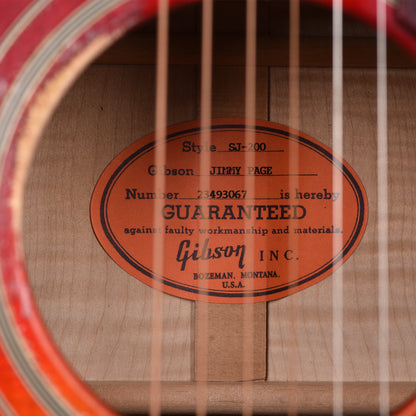 Style SJ-200
Gibson JIMMY PAGE
Number 23493067 is hereby
GUARANTEED
against faulty workmanship and materials.
Gibson INC.
BOZEMAN, MONTANA.
U.S.A.